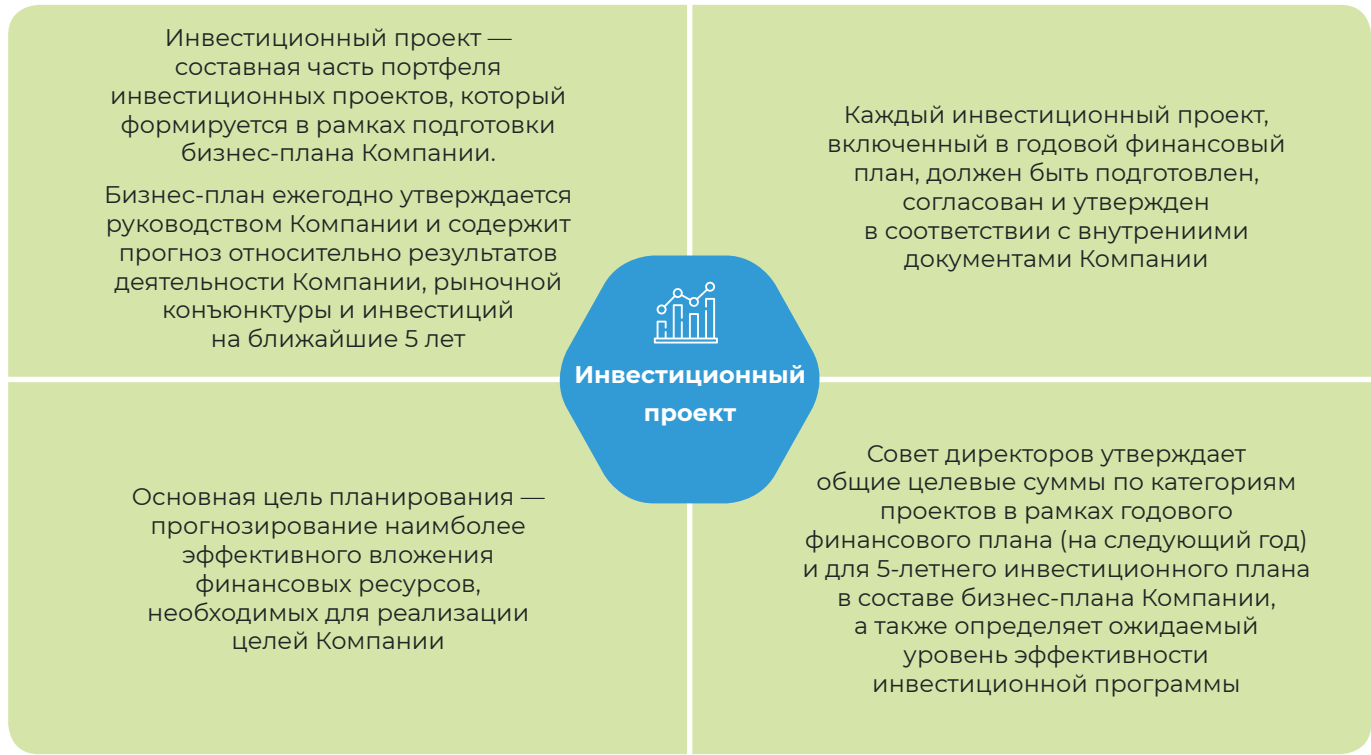 Инвестиционный проект —
составная часть портфеля
инвестиционных проектов, который
формируется в рамках подготовки
бизнес-плана Компании.
Бизнес-план ежегодно утверждается
руководством Компании и содержит
прогноз относительно результатов
деятельности Компании, рыночной
конъюнктуры и инвестиций
на ближайшие 5 лет
Каждый инвестиционный проект,
включенный в годовой финансовый
план, должен быть подготовлен,
согласован и утвержден
в соответствии с внутрениими
документами Компании
Инвестиционный
проект
Основная цель планирования —
прогнозирование наимболее
эффективного вложения
финансовых ресурсов,
необходимых для реализации
целей Компании
Совет директоров утверждает
общие целевые суммы по категориям
проектов в рамках годового
финансового плана (на следующий год)
и для 5-летнего инвестиционного плана
в составе бизнес-плана Компании,
а также определяет ожидаемый
уровень эффективности
инвестиционной программы